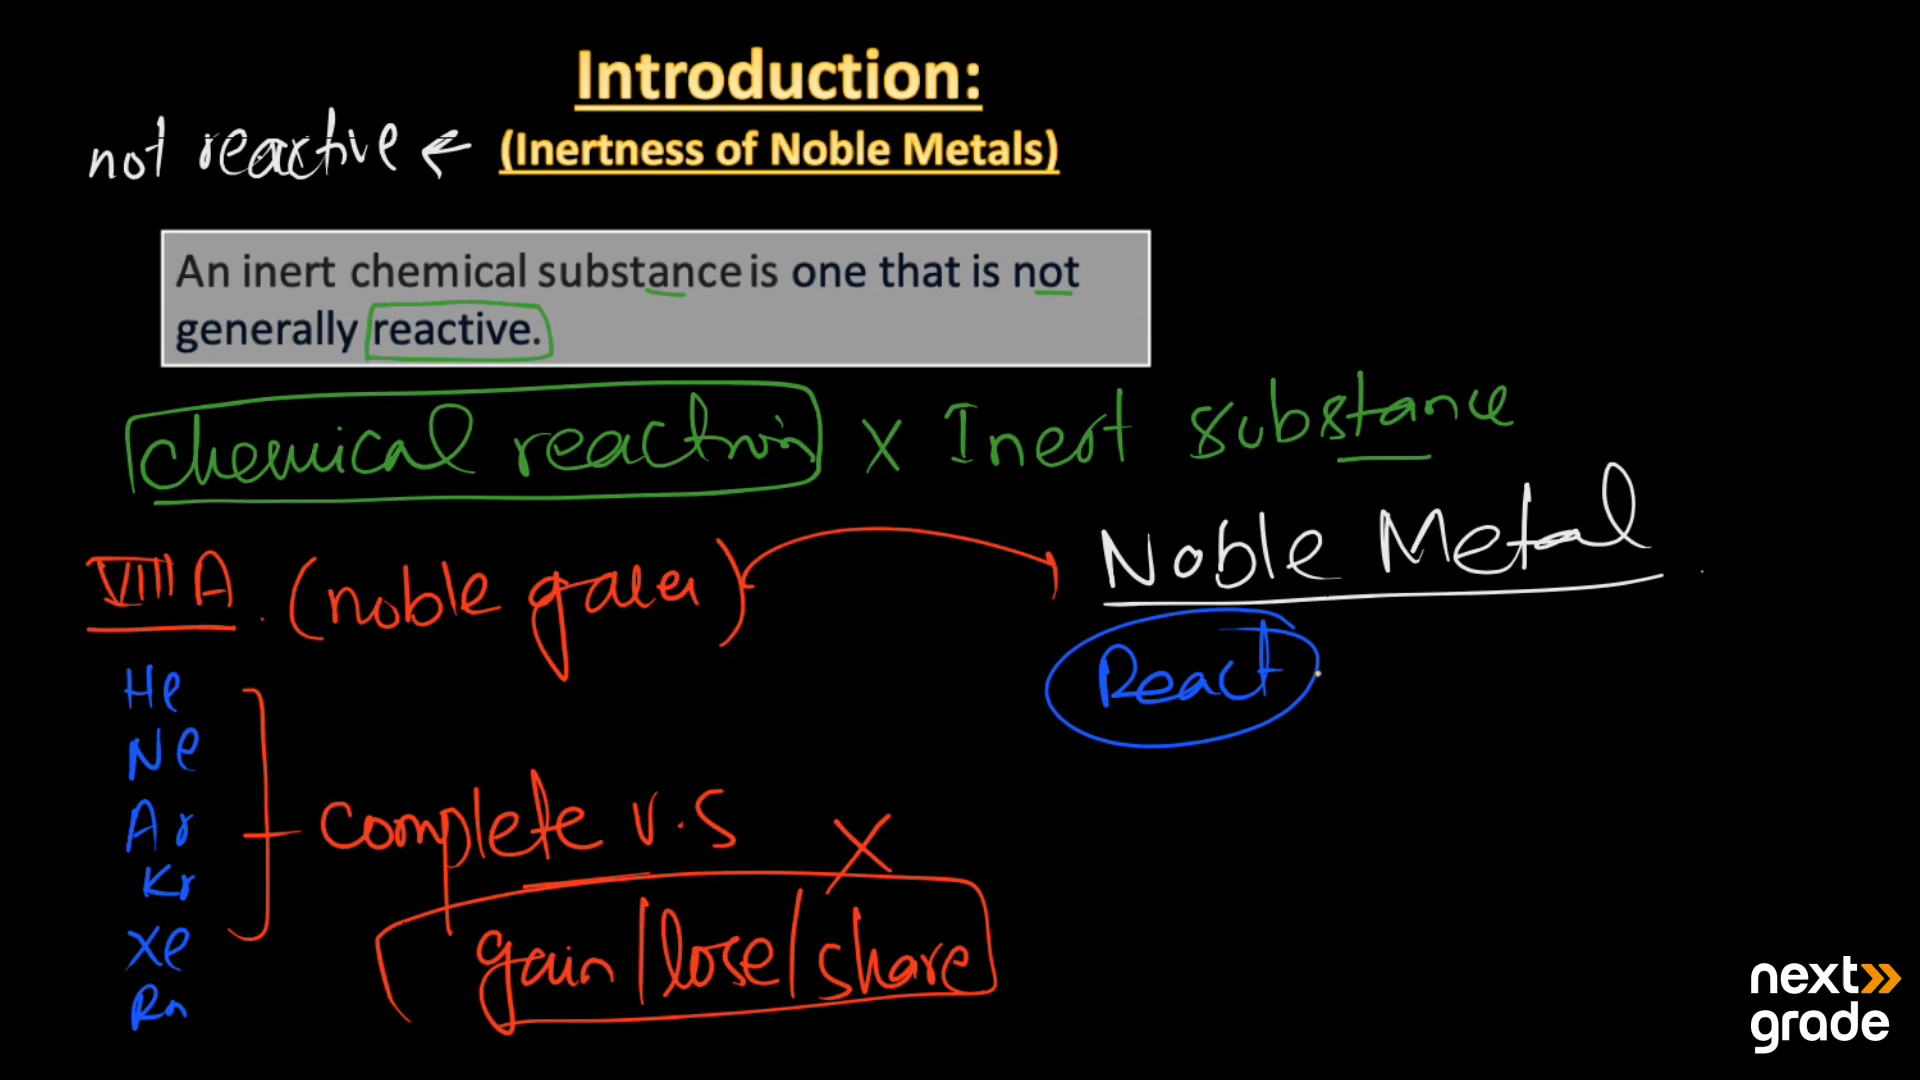 Introduction:
not reactive ← (Inertness of Noble Metals)
An inert chemical substance is one that is not
generally reactive.
chemical reaction X Inert substance
Noble Metal
VIII A. (noble gases)
React
He
Ne
Ar
Kr
Xe
Rn
complete v.s
X
gain/lose/share
next»
grade